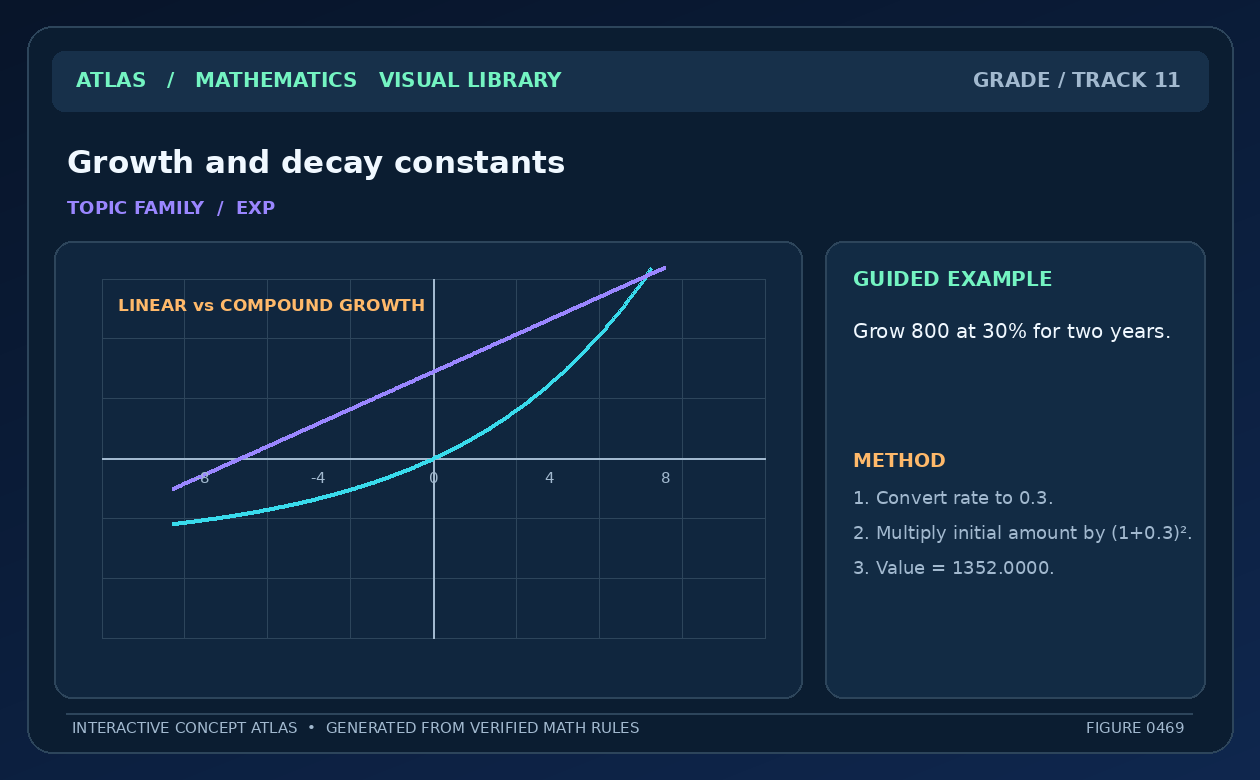 ATLAS / MATHEMATICS VISUAL LIBRARY
GRADE / TRACK 11
Growth and decay constants
TOPIC FAMILY / EXP
LINEAR vs COMPOUND GROWTH
-8 -4 0 4 8
GUIDED EXAMPLE
Grow 800 at 30% for two years.
METHOD
1. Convert rate to 0.3.
2. Multiply initial amount by (1+0.3)².
3. Value = 1352.0000.
INTERACTIVE CONCEPT ATLAS • GENERATED FROM VERIFIED MATH RULES
FIGURE 0469